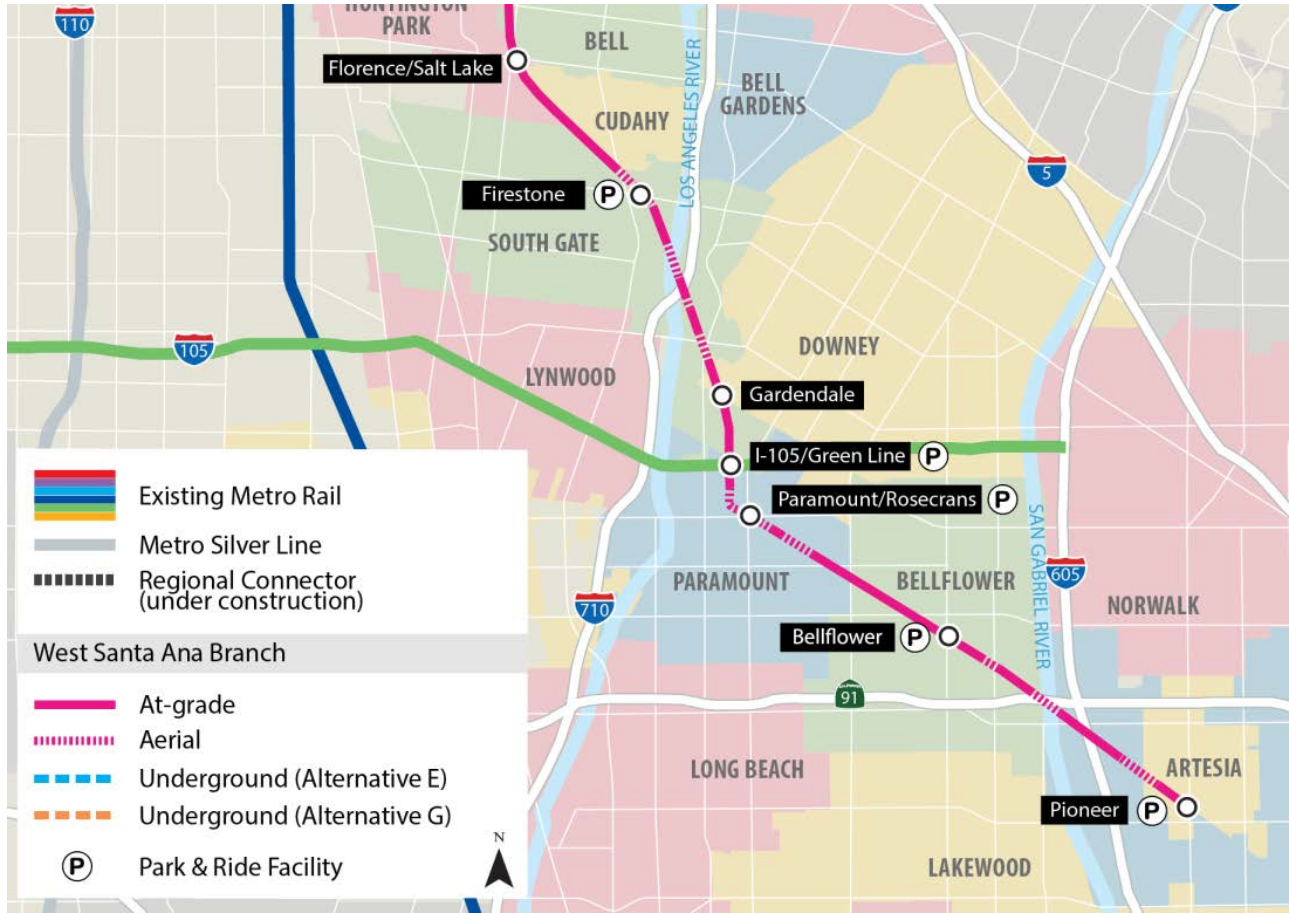 110
HUNTINGTON
PARK
BELL
Florence/Salt Lake
LOS ANGELES RIVER
BELL
GARDENS
CUDAHY
5
Firestone
P
SOUTH GATE
105
LYNWOOD
DOWNEY
Gardendale
I-105/Green Line
P
Paramount/Rosecrans
P
SAN GABRIEL RIVER
PARAMOUNT
BELLFLOWER
605
NORWALK
710
Bellflower
P
91
LONG BEACH
ARTESIA
Pioneer
P
LAKEWOOD
Existing Metro Rail
Metro Silver Line
Regional Connector
(under construction)
West Santa Ana Branch
At-grade
Aerial
Underground (Alternative E)
Underground (Alternative G)
P
Park & Ride Facility
N